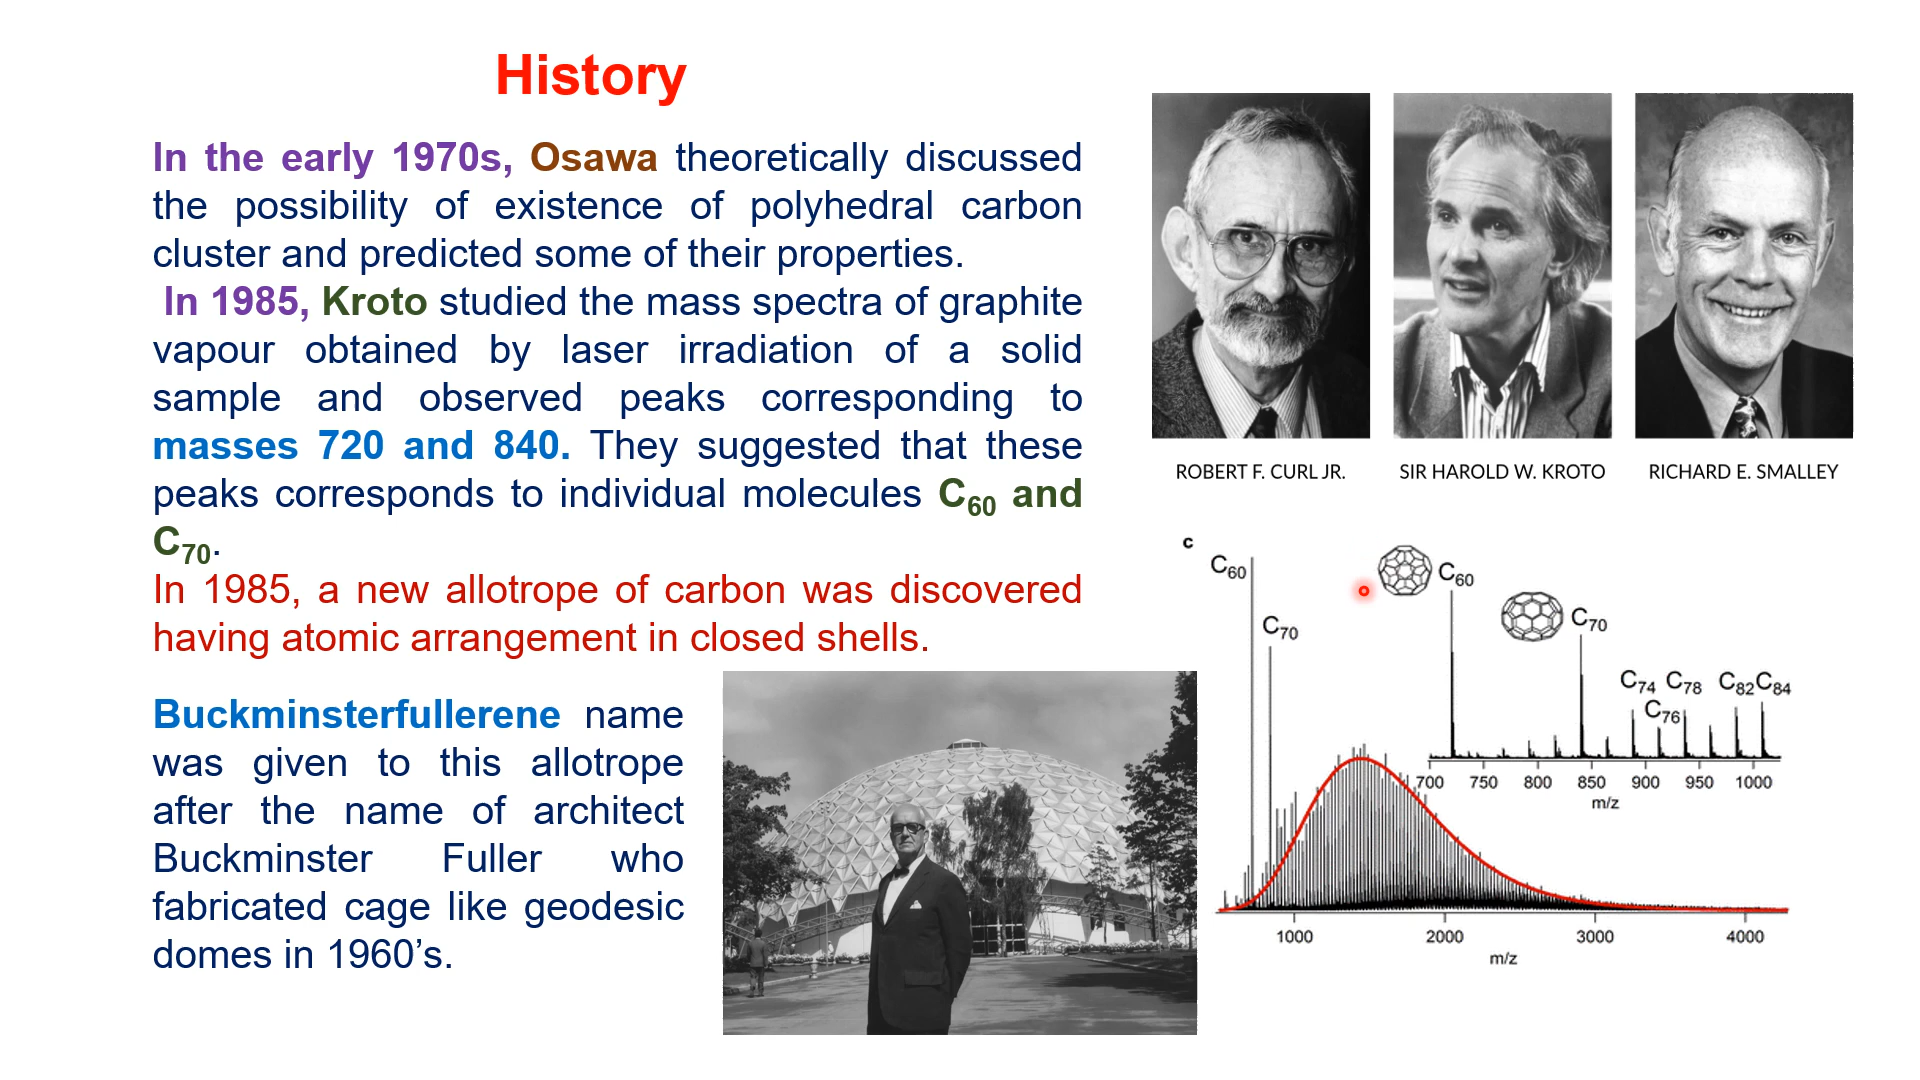 History
In the early 1970s, Osawa theoretically discussed
the possibility of existence of polyhedral carbon
cluster and predicted some of their properties.
In 1985, Kroto studied the mass spectra of graphite
vapour obtained by laser irradiation of a solid
sample and observed peaks corresponding to
masses 720 and 840. They suggested that these
peaks corresponds to individual molecules C₆₀ and
C₇₀.
In 1985, a new allotrope of carbon was discovered
having atomic arrangement in closed shells.
Buckminsterfullerene name
was given to this allotrope
after the name of architect
Buckminster Fuller who
fabricated cage like geodesic
domes in 1960’s.
ROBERT F. CURL JR.
SIR HAROLD W. KROTO
RICHARD E. SMALLEY
c
C₆₀
C₇₀
C₆₀
C₇₀
C₇₄
C₇₆
C₇₈
C₈₂
C₈₄
700 750 800 850 900 950 1000
m/z
1000 2000 3000 4000
m/z